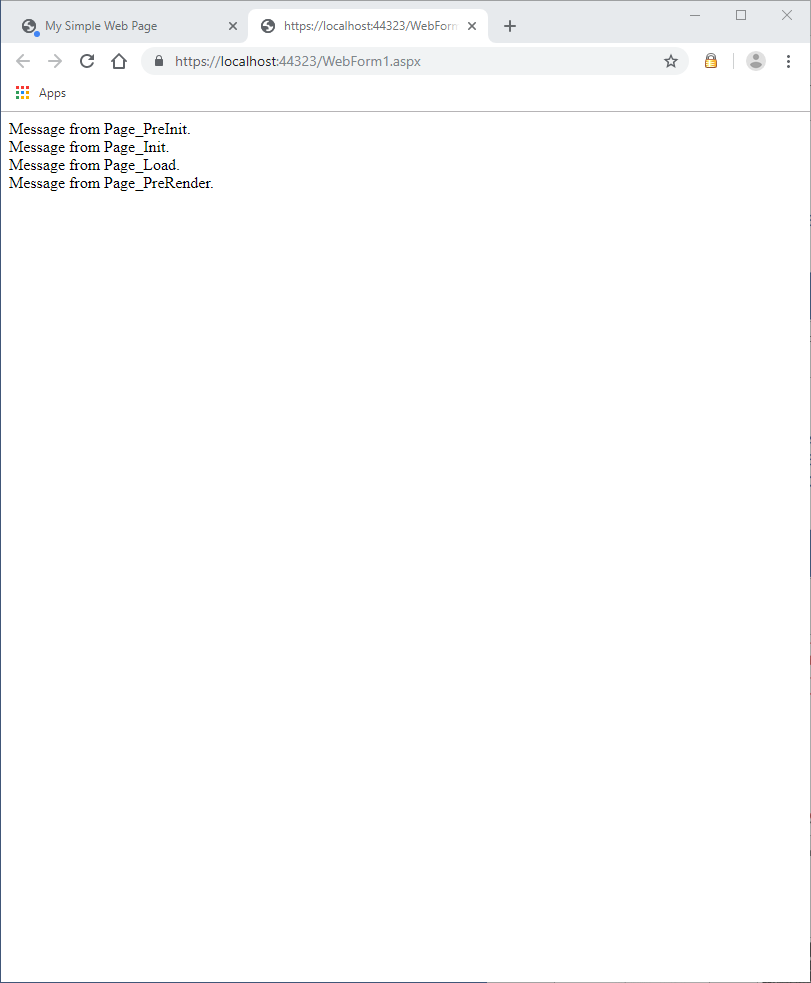 My Simple Web Page
https://localhost:44323/WebForm
https://localhost:44323/WebForm1.aspx
Apps
Message from Page_PreInit.
Message from Page_Init.
Message from Page_Load.
Message from Page_PreRender.